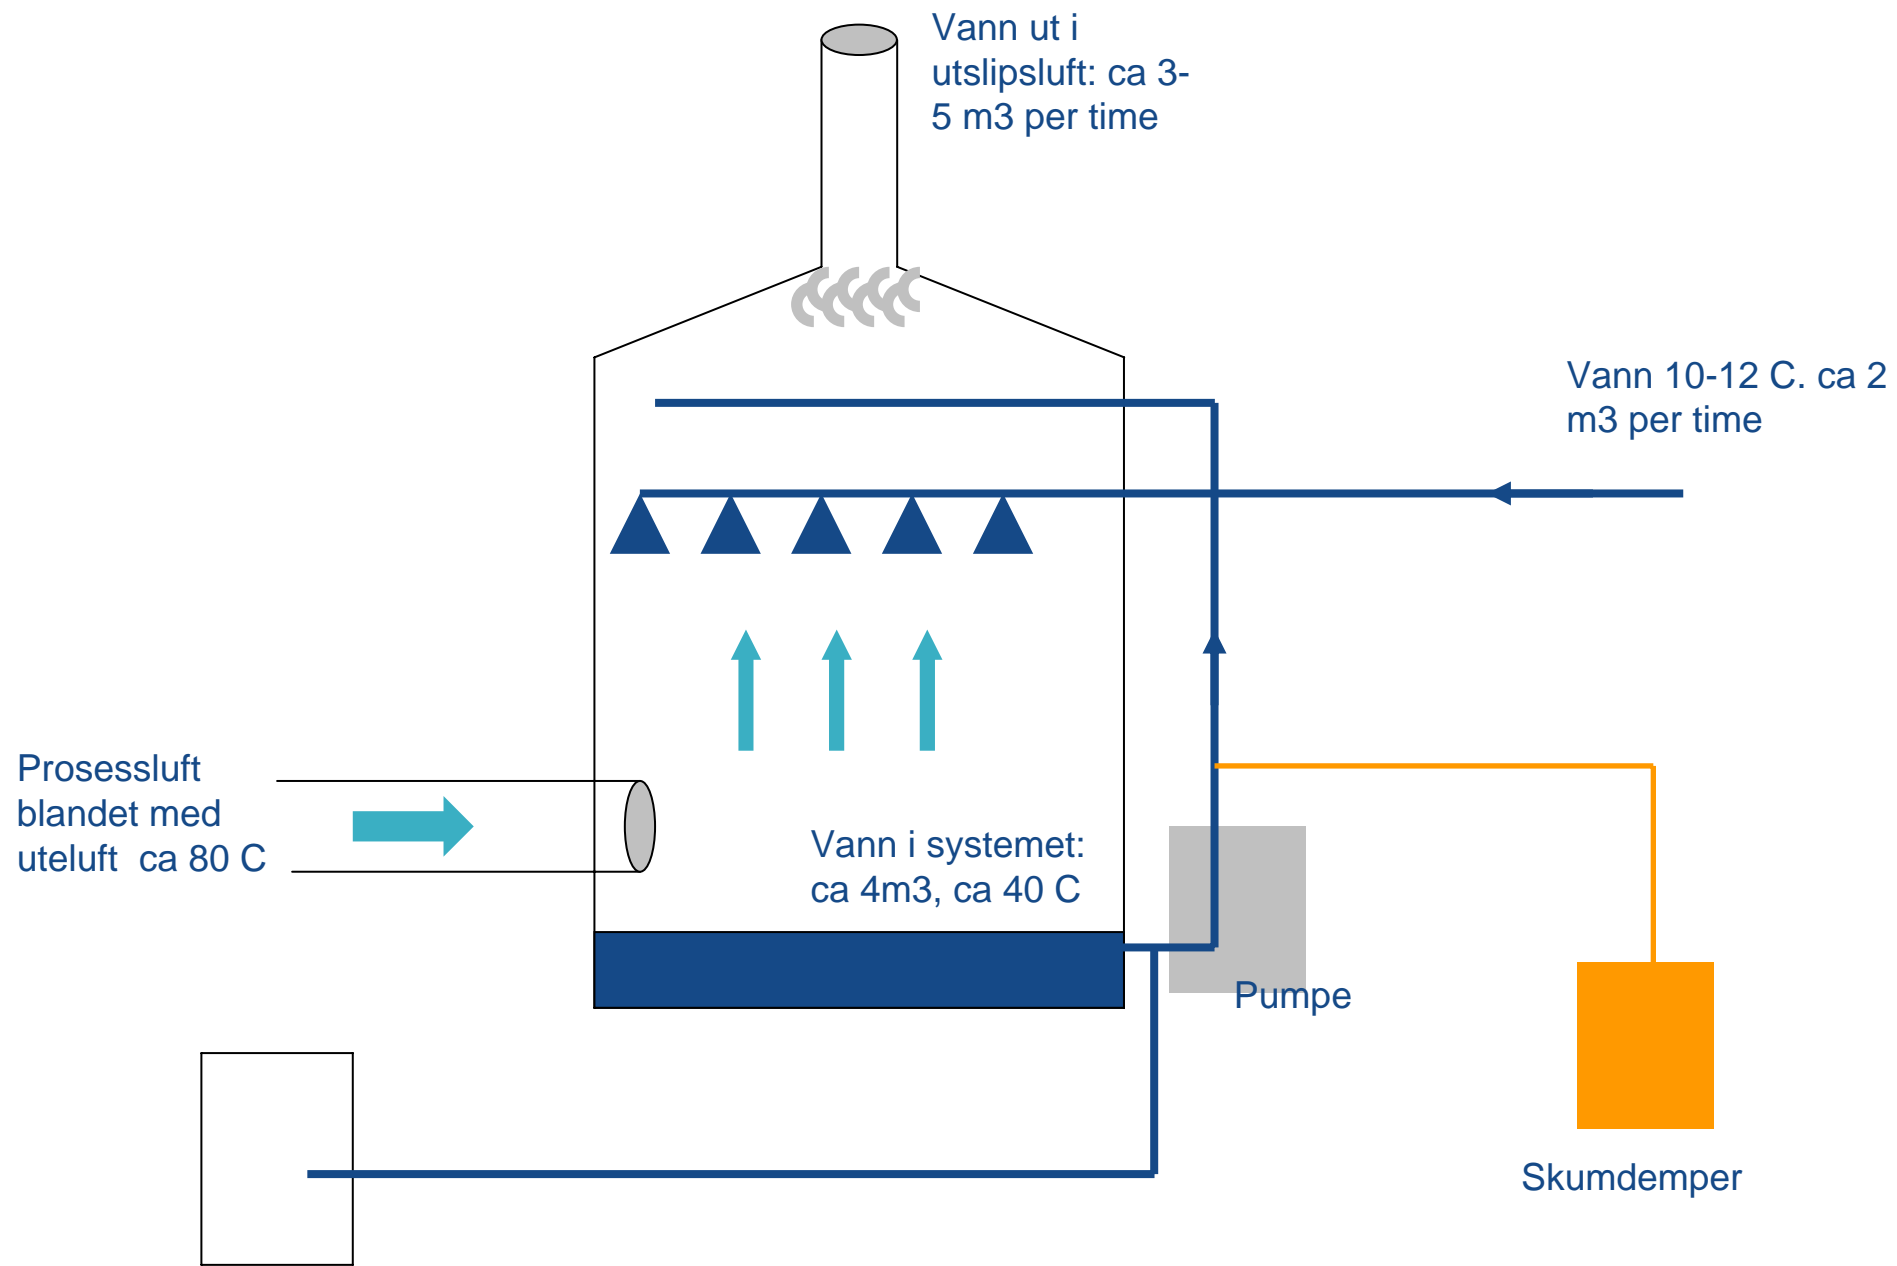 Vann ut i
utslipsluft: ca 3-
5 m3 per time
Vann 10-12 C. ca 2
m3 per time
Prosessluft
blandet med
uteluft  ca 80 C
Vann i systemet:
ca 4m3, ca 40 C
Pumpe
Skumdemper